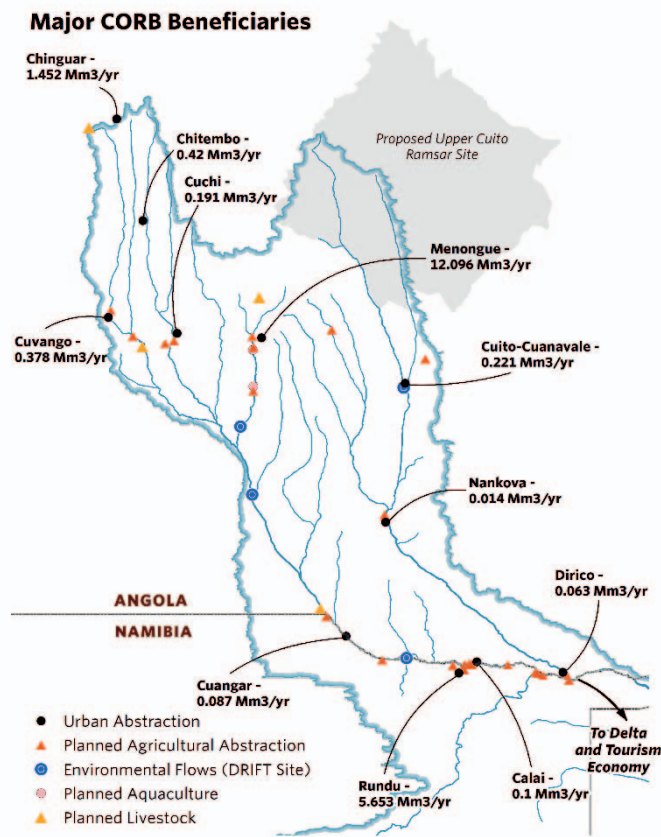 Major CORB Beneficiaries
Chinguar -
1.452 Mm3/yr
Proposed Upper Cuito
Ramsar Site
Chitembo -
0.42 Mm3/yr
Cuchi -
0.191 Mm3/yr
Menongue -
12.096 Mm3/yr
Cuvango -
0.378 Mm3/yr
Cuito-Cuanavale -
0.221 Mm3/yr
Nankova -
0.014 Mm3/yr
Dirico -
0.063 Mm3/yr
ANGOLA
NAMIBIA
Cuangar -
0.087 Mm3/yr
Urban Abstraction
Planned Agricultural Abstraction
Environmental Flows (DRIFT Site)
Planned Aquaculture
Planned Livestock
Rundu -
5.653 Mm3/yr
Calai -
0.1 Mm3/yr
To Delta
and Tourism
Economy